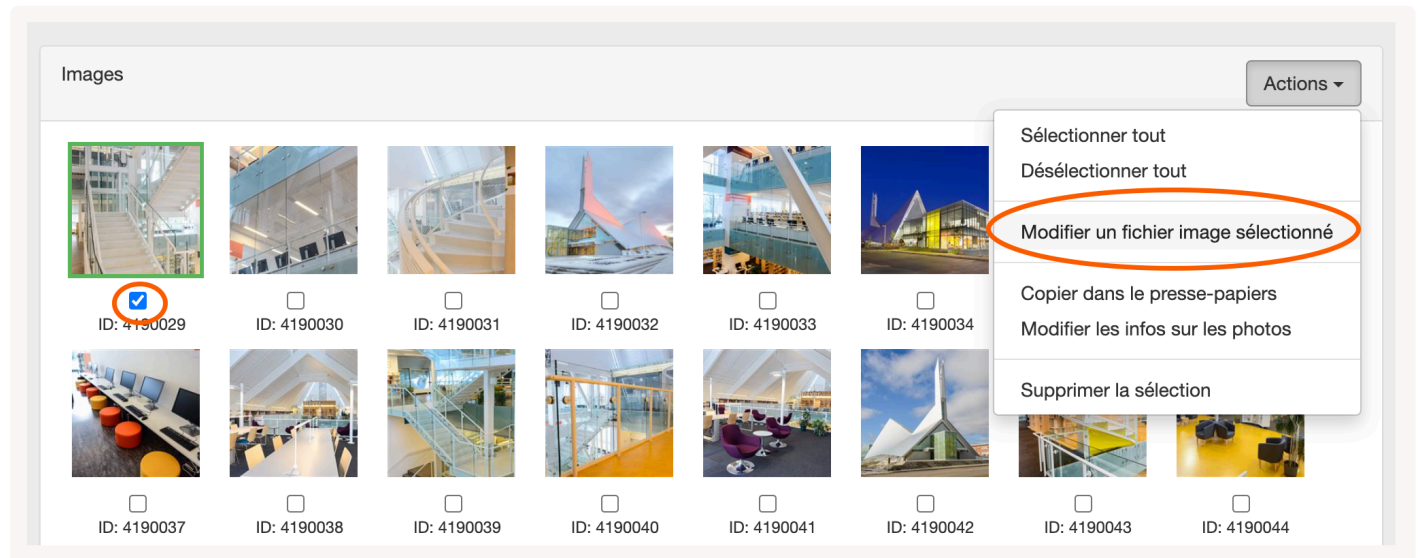 Images
Actions
Sélectionner tout
Désélectionner tout
Modifier un fichier image sélectionné
Copier dans le presse-papiers
Modifier les infos sur les photos
Supprimer la sélection
ID: 4190029 ID: 4190030 ID: 4190031 ID: 4190032 ID: 4190033 ID: 4190034
ID: 4190037 ID: 4190038 ID: 4190039 ID: 4190040 ID: 4190041 ID: 4190042 ID: 4190043 ID: 4190044